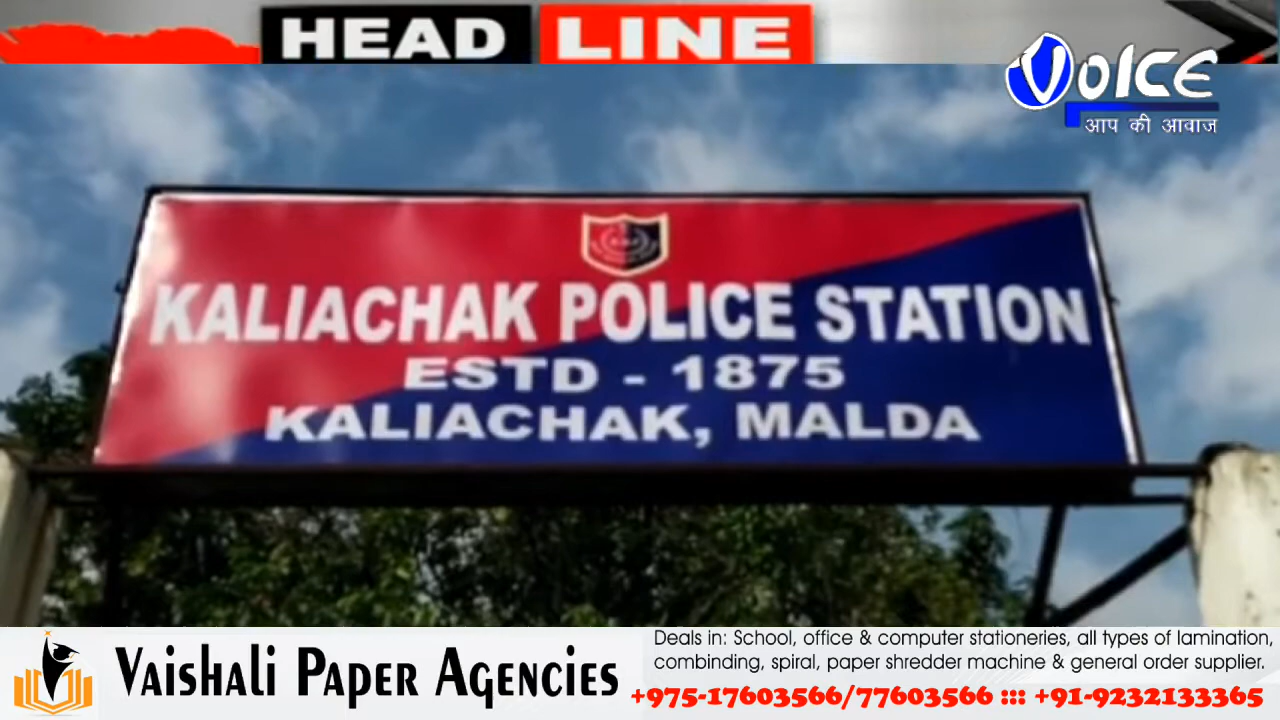 HEAD LINE
VOICE
आप की आवाज
KALIACHAK POLICE STATION
ESTD - 1875
KALIACHAK, MALDA
Deals in: School, office & computer stationeries, all types of lamination,
combinding, spiral, paper shredder machine & general order supplier.
Vaishali Paper Agencies
+975-17603566/77603566 ::: +91-9232133365